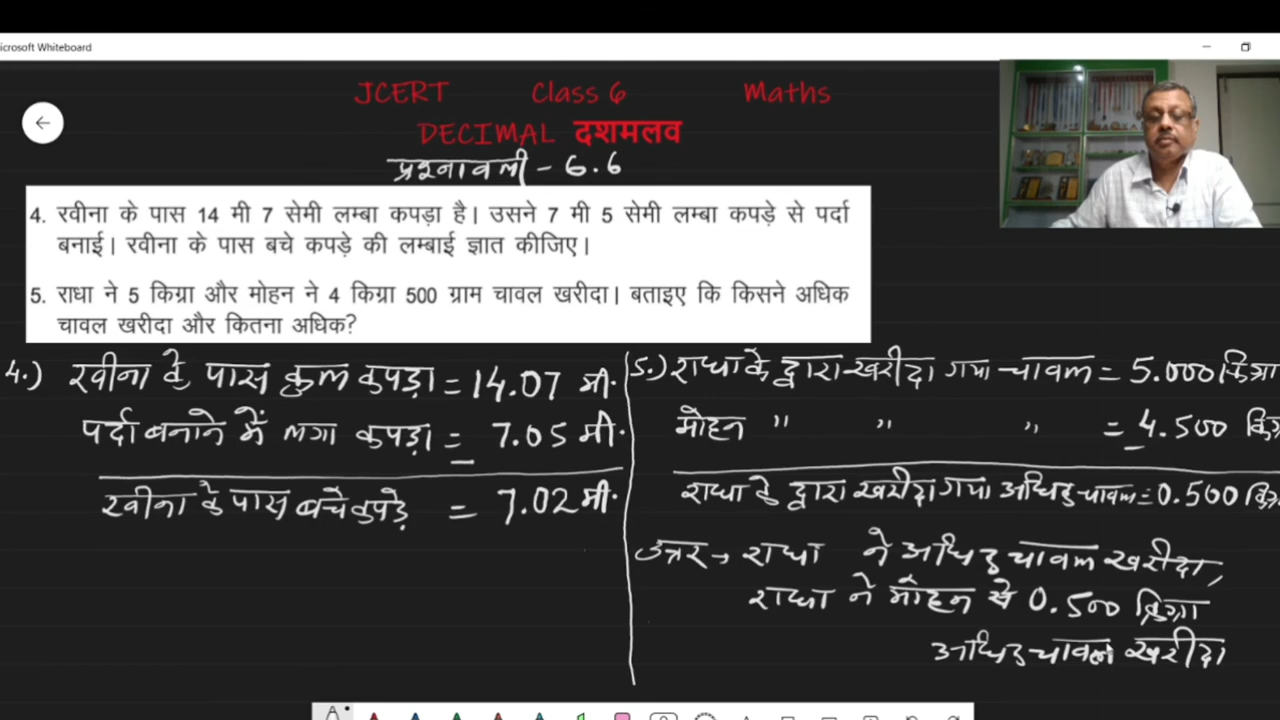 icrosoft Whiteboard
JCERT Class 6 Maths
DECIMAL दशमलव
प्रश्नावली - 6.6
4. रवीना के पास 14 मी 7 सेमी लम्बा कपड़ा है। उसने 7 मी 5 सेमी लम्बा कपड़े से पर्दा
बनाई। रवीना के पास बचे कपड़े की लम्बाई ज्ञात कीजिए।
5. राधा ने 5 किग्रा और मोहन ने 4 किग्रा 500 ग्राम चावल खरीदा। बताइए कि किसने अधिक
चावल खरीदा और कितना अधिक?
4.) रवीना के पास कुल कपड़ा = 14.07 मी.
पर्दा बनाने में लगा कपड़ा = 7.05 मी.
रवीना के पास बचे कपड़े = 7.02 मी.
5.) राधा के द्वारा खरीदा गया चावल = 5.000 किग्रा
मोहन " " " = 4.500 किग्र
राधा के द्वारा खरीदा गया अधिक चावल = 0.500 किग्र
उत्तर → राधा ने अधिक चावल खरीदा,
राधा ने मोहन से 0.500 किग्रा
अधिक चावल खरीदा